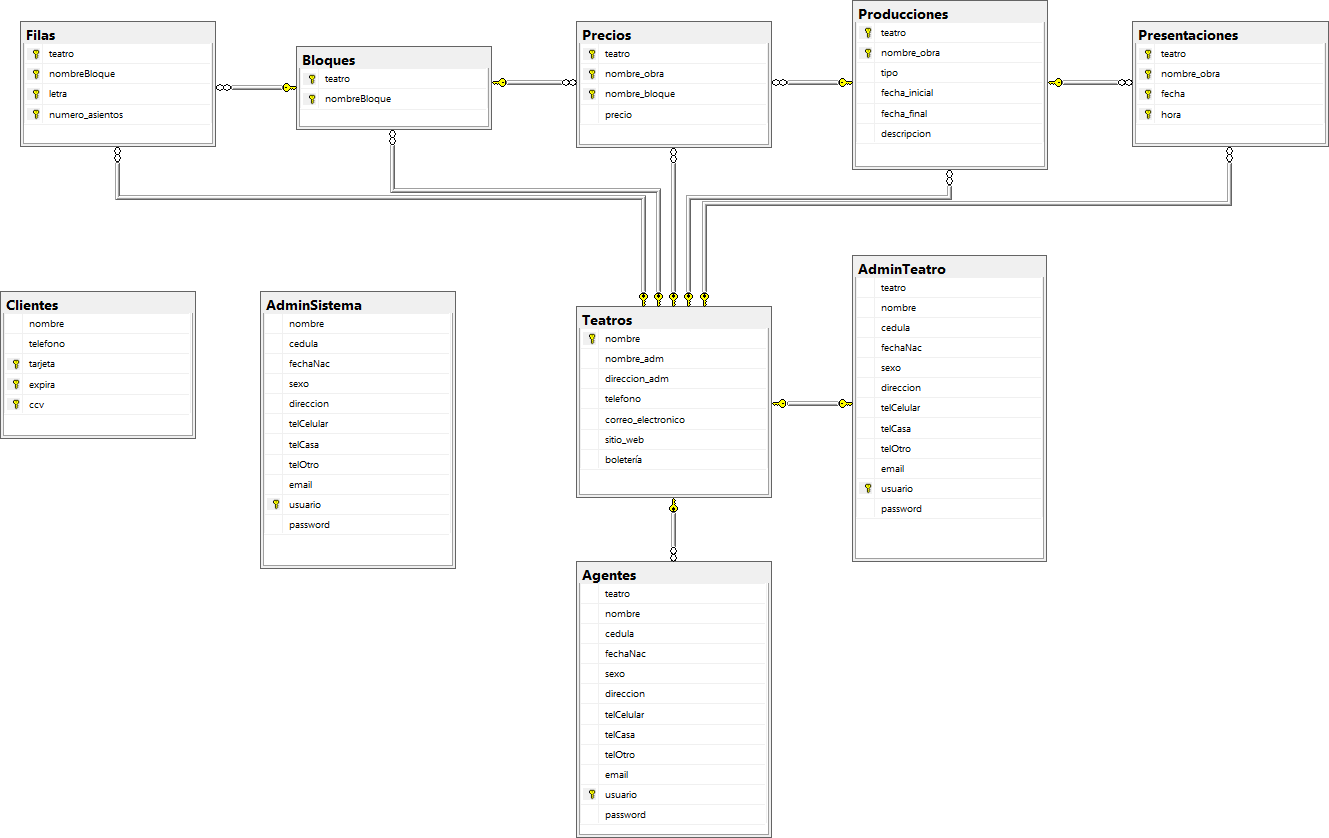 Filas
teatro
nombreBloque
letra
numero_asientos
Bloques
teatro
nombreBloque
Precios
teatro
nombre_obra
nombre_bloque
precio
Producciones
teatro
nombre_obra
tipo
fecha_inicial
fecha_final
descripcion
Presentaciones
teatro
nombre_obra
fecha
hora
Clientes
nombre
telefono
tarjeta
expira
ccv
AdminSistema
nombre
cedula
fechaNac
sexo
direccion
telCelular
telCasa
telOtro
email
usuario
password
Teatros
nombre
nombre_adm
direccion_adm
telefono
correo_electronico
sitio_web
boletería
AdminTeatro
teatro
nombre
cedula
fechaNac
sexo
direccion
telCelular
telCasa
telOtro
email
usuario
password
Agentes
teatro
nombre
cedula
fechaNac
sexo
direccion
telCelular
telCasa
telOtro
email
usuario
password